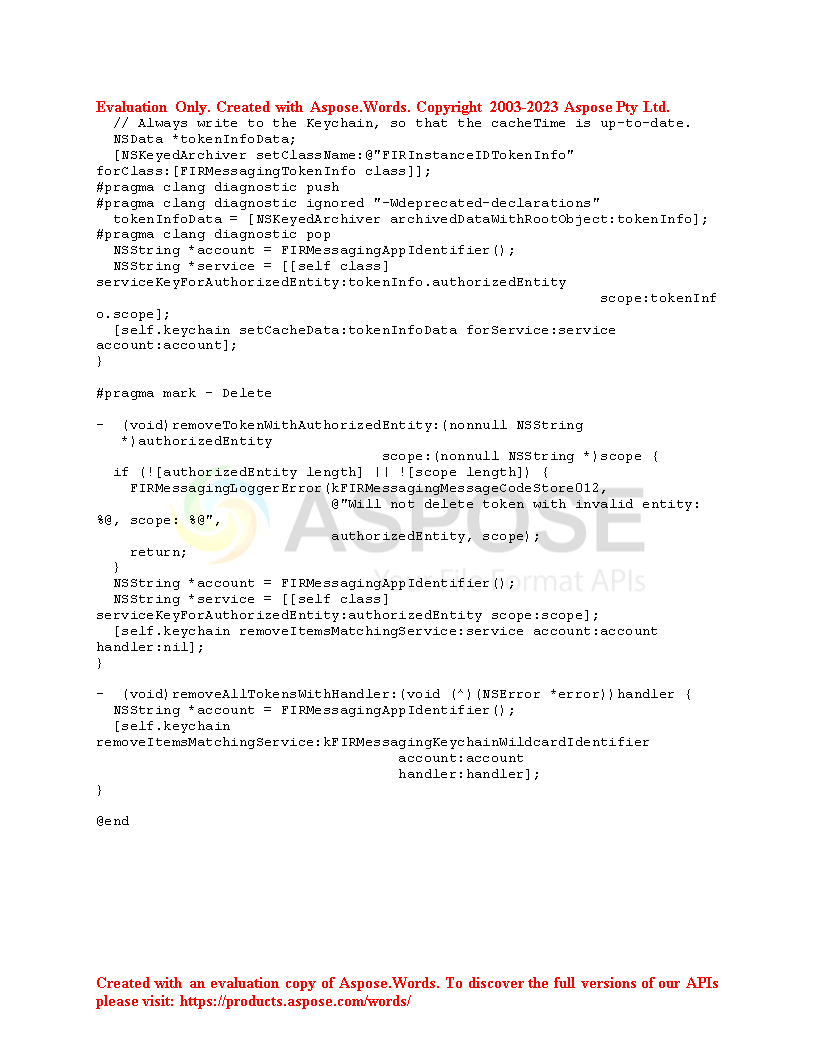 Evaluation Only. Created with Aspose.Words. Copyright 2003-2023 Aspose Pty Ltd.
  // Always write to the Keychain, so that the cacheTime is up-to-date.
  NSData *tokenInfoData;
  [NSKeyedArchiver setClassName:@"FIRInstanceIDTokenInfo"
forClass:[FIRMessagingTokenInfo class]];
#pragma clang diagnostic push
#pragma clang diagnostic ignored "-Wdeprecated-declarations"
  tokenInfoData = [NSKeyedArchiver archivedDataWithRootObject:tokenInfo];
#pragma clang diagnostic pop
  NSString *account = FIRMessagingAppIdentifier();
  NSString *service = [[self class]
serviceKeyForAuthorizedEntity:tokenInfo.authorizedEntity
                                                            scope:tokenInf
o.scope];
  [self.keychain setCacheData:tokenInfoData forService:service
account:account];
}

#pragma mark - Delete

-  (void)removeTokenWithAuthorizedEntity:(nonnull NSString
   *)authorizedEntity
                                  scope:(nonnull NSString *)scope {
  if (![authorizedEntity length] || ![scope length]) {
    FIRMessagingLoggerError(kFIRMessagingMessageCodeStore012,
                            @"Will not delete token with invalid entity:
%@, scope: %@",
                            authorizedEntity, scope);
    return;
  }
  NSString *account = FIRMessagingAppIdentifier();
  NSString *service = [[self class]
serviceKeyForAuthorizedEntity:authorizedEntity scope:scope];
  [self.keychain removeItemsMatchingService:service account:account
handler:nil];
}

-  (void)removeAllTokensWithHandler:(void (^)(NSError *error))handler {
  NSString *account = FIRMessagingAppIdentifier();
  [self.keychain
removeItemsMatchingService:kFIRMessagingKeychainWildcardIdentifier
                                    account:account
                                    handler:handler];
}

@end

ASPOSE
Your File Format APIs

Created with an evaluation copy of Aspose.Words. To discover the full versions of our APIs
please visit: https://products.aspose.com/words/